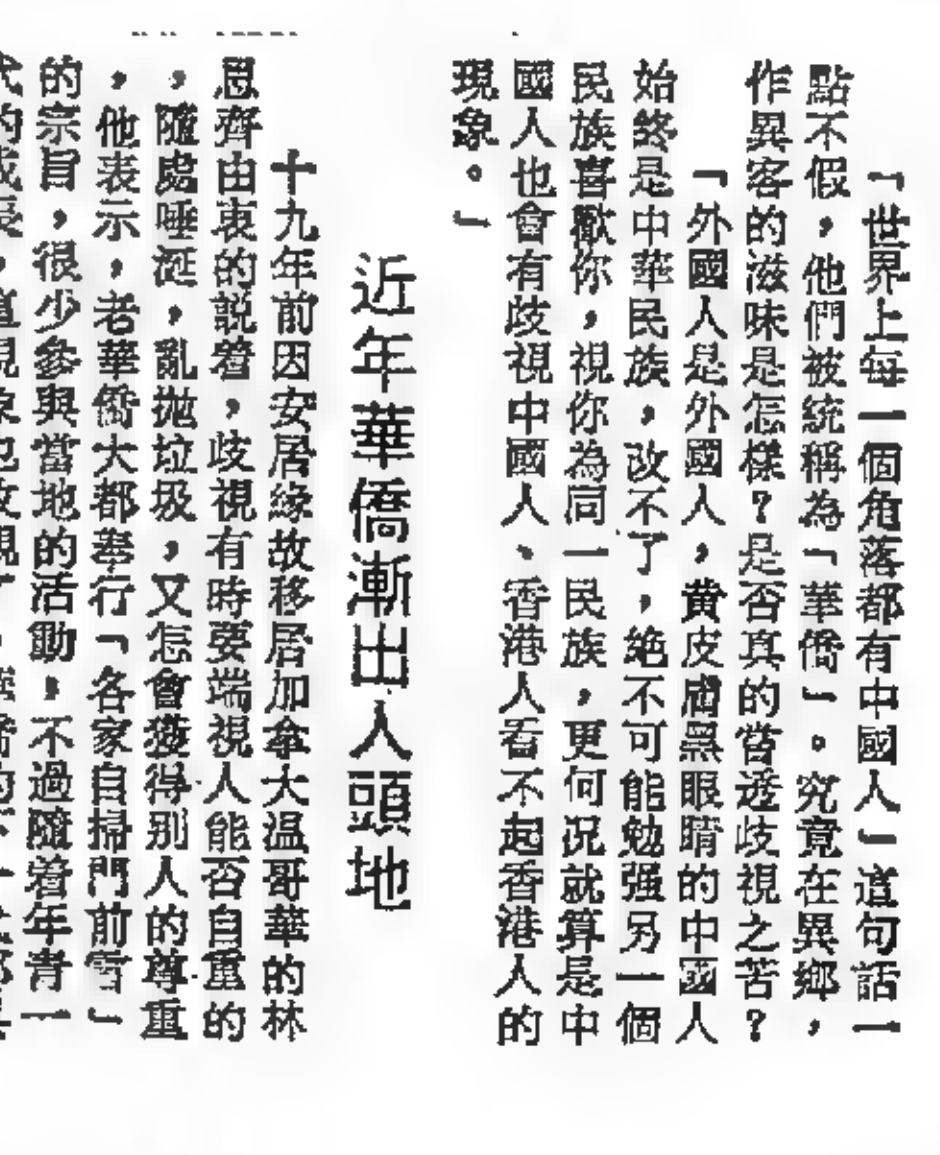 「世界上每一個角落都有中國人」這句話一
點不假，他們被統稱為「華僑」。究竟在異鄉，
作異客的滋味是怎樣？是否真的嘗透歧視之苦？
「外國人是外國人，黃皮膚黑眼睛的中國人
始終是中華民族，改不了，絶不可能勉强另一個
民族喜歡你，視你為同一民族，更何况就算是中
國人也會有歧視中國人、香港人看不起香港人的
現象。」
近年華僑漸出人頭地
十九年前因安居緣故移居加拿大温哥華的林
思齊由衷的説着，歧視有時要端視人能否自重的
，隨處唾涎，亂拋垃圾，又怎會獲得別人的尊重
，他表示，老華僑大都奉行「各家自掃門前雪」
的宗旨，很少參與當地的活動，不過隨着年青一